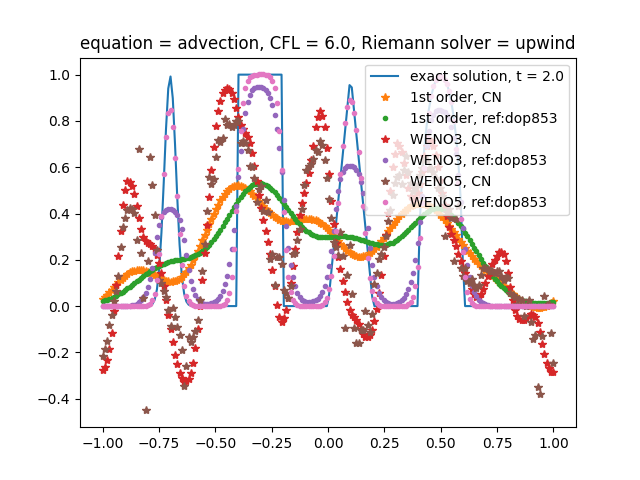 equation = advection, CFL = 6.0, Riemann solver = upwind
exact solution, t = 2.0
1st order, CN
1st order, ref:dop853
WENO3, CN
WENO3, ref:dop853
WENO5, CN
WENO5, ref:dop853
1.0
0.8
0.6
0.4
0.2
0.0
−0.2
−0.4
−1.00 −0.75 −0.50 −0.25 0.00 0.25 0.50 0.75 1.00